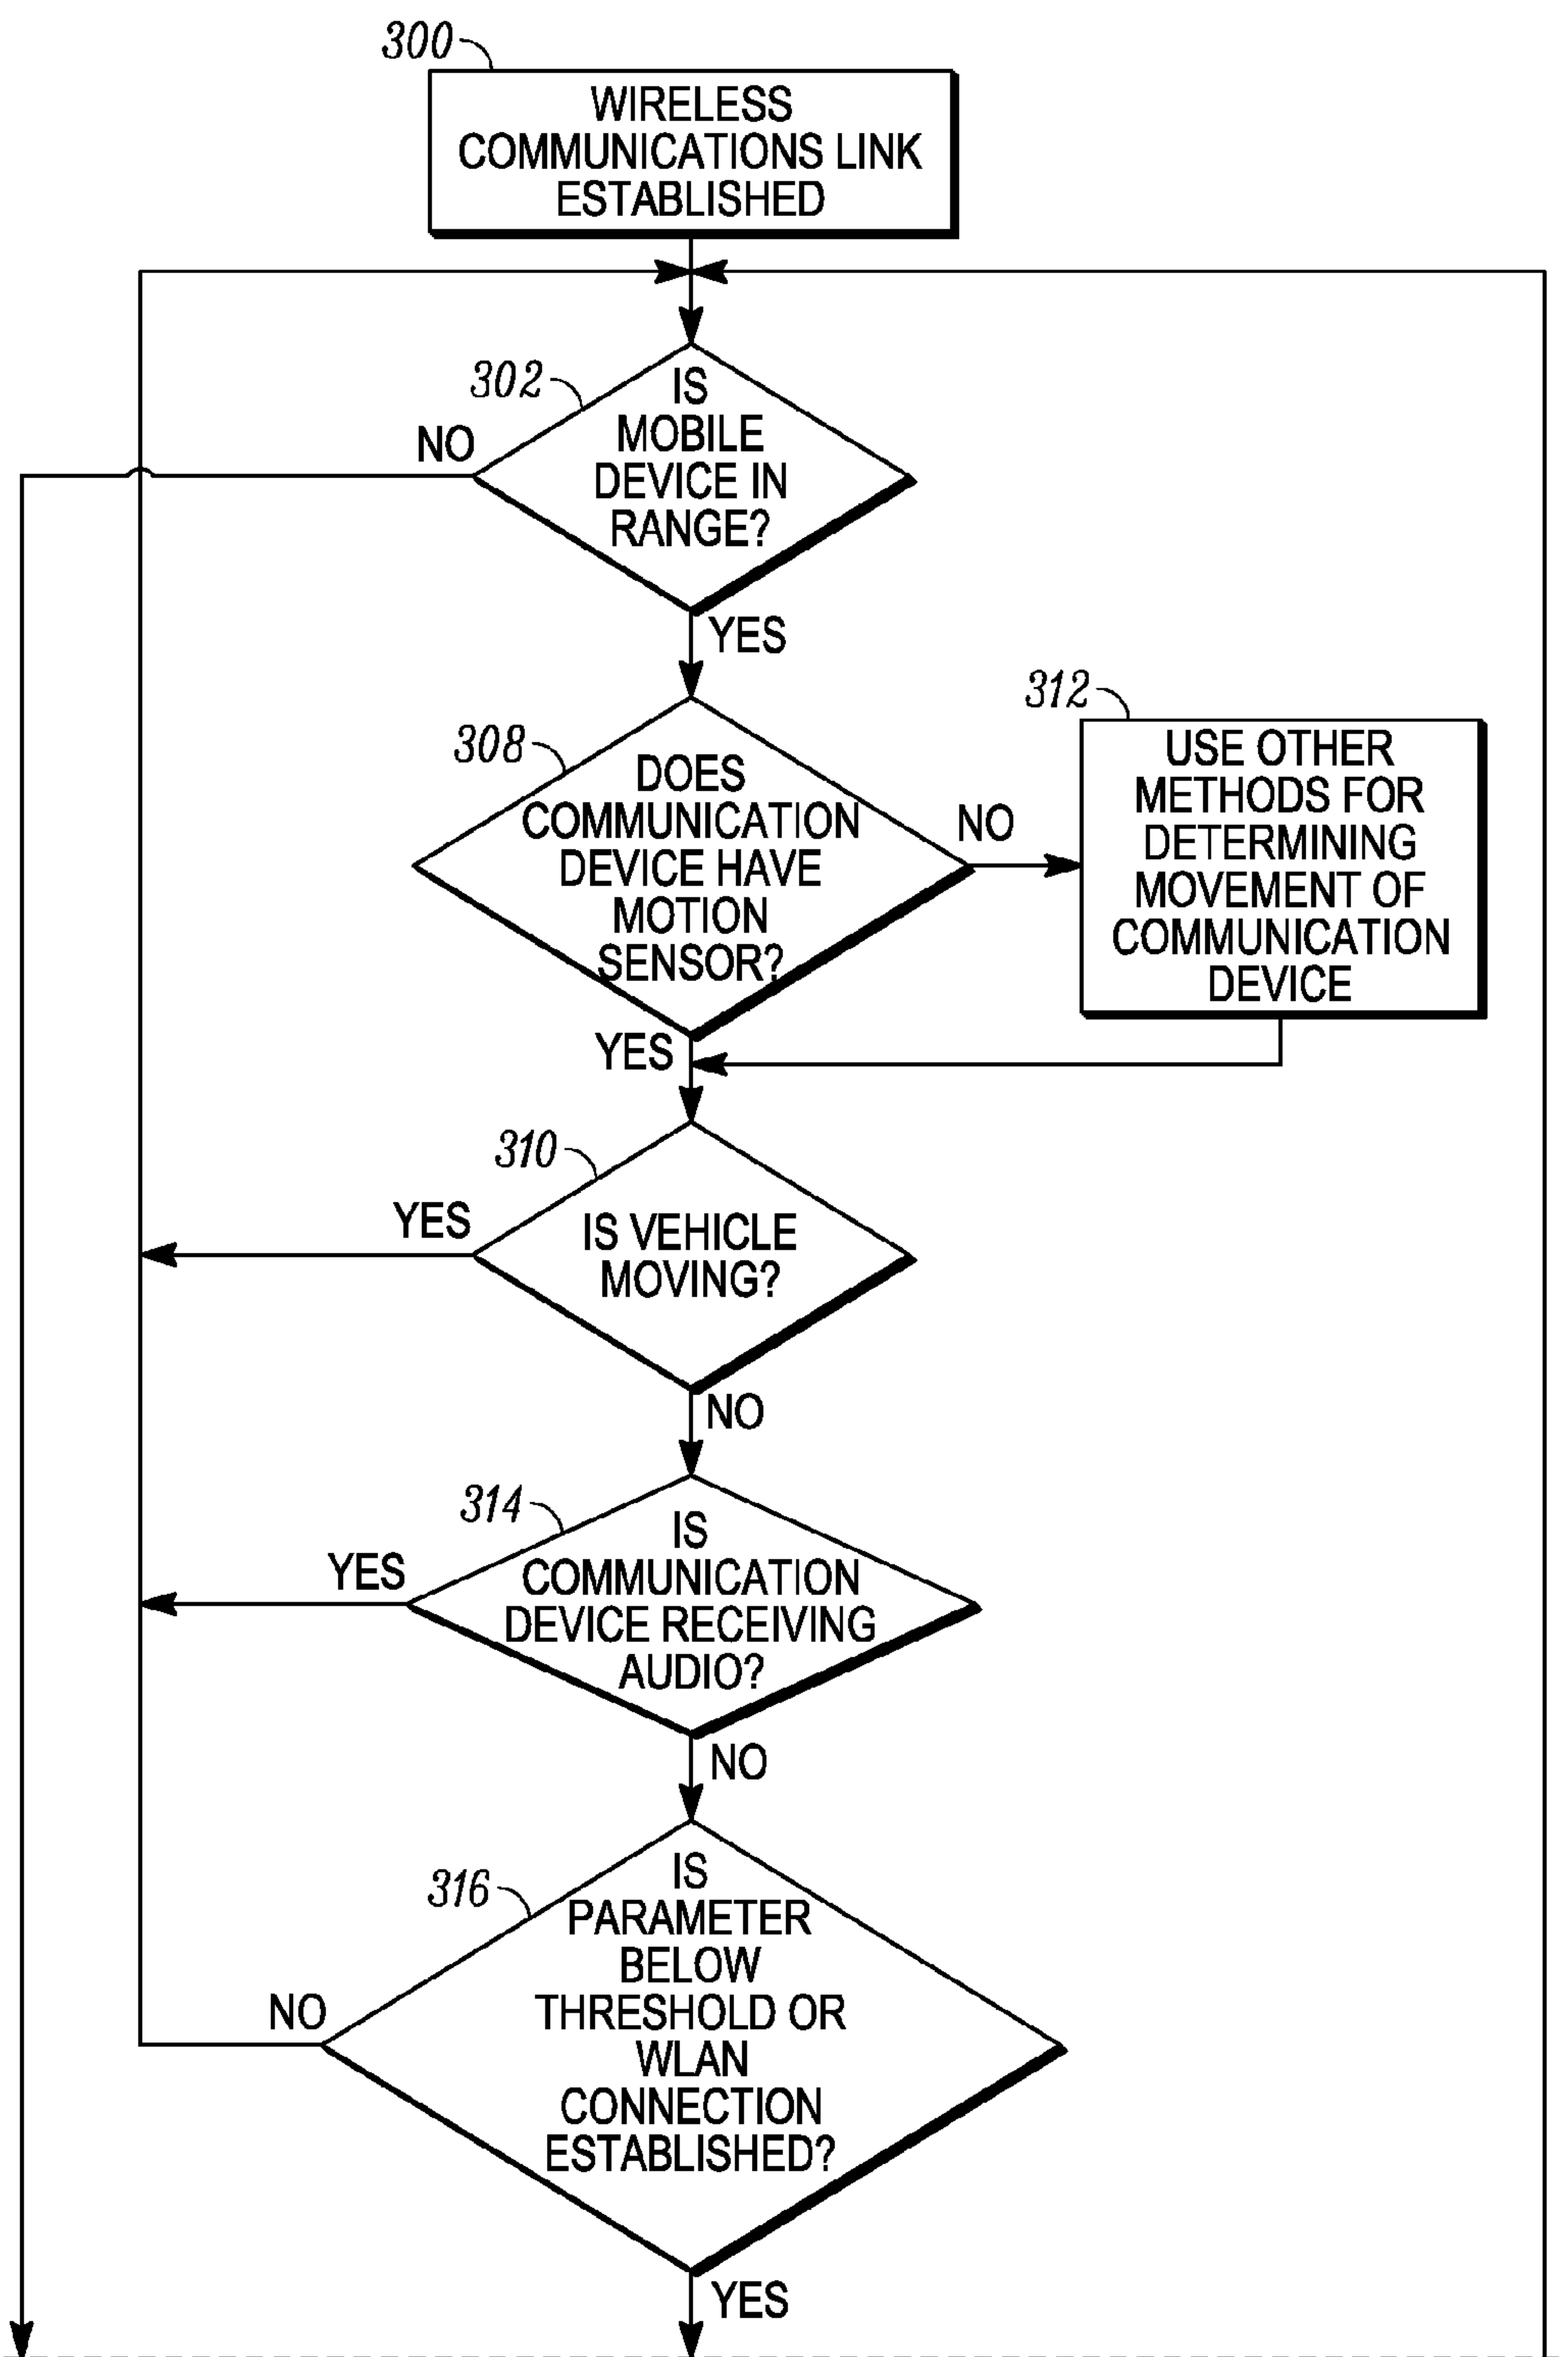 300
WIRELESS
COMMUNICATIONS LINK
ESTABLISHED
302
IS
MOBILE
DEVICE IN
RANGE?
NO
YES
308
DOES
COMMUNICATION
DEVICE HAVE
MOTION
SENSOR?
NO
312
USE OTHER
METHODS FOR
DETERMINING
MOVEMENT OF
COMMUNICATION
DEVICE
YES
310
IS VEHICLE
MOVING?
YES
NO
314
IS
COMMUNICATION
DEVICE RECEIVING
AUDIO?
YES
NO
316
IS
PARAMETER
BELOW
THRESHOLD OR
WLAN
CONNECTION
ESTABLISHED?
NO
YES